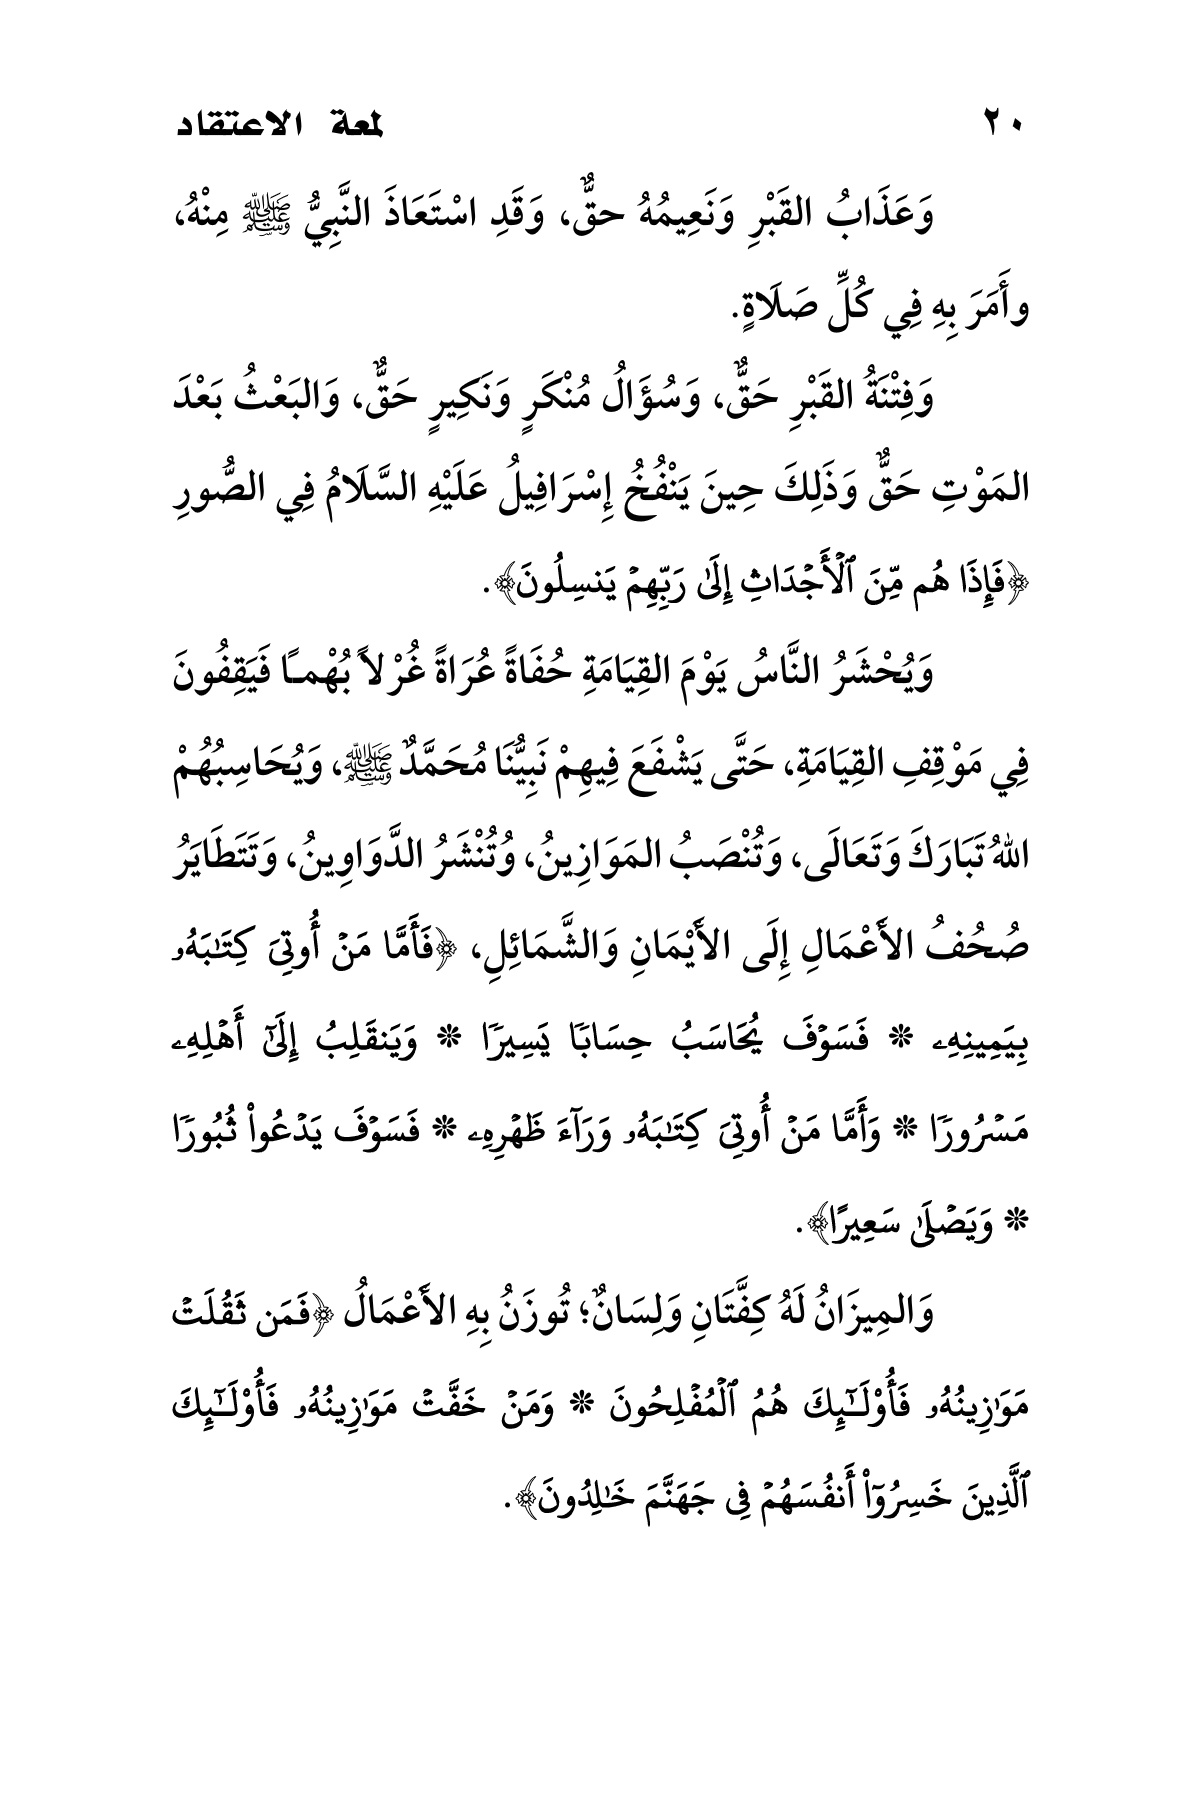 ٢٠ لمعة الاعتقاد
وَعَذَابُ القَبْرِ وَنَعِيمُهُ حقٌّ، وَقَدِ اسْتَعَاذَ النَّبِيُّ ﷺ مِنْهُ،
وأَمَرَ بِهِ فِي كُلِّ صَلَاةٍ.
وَفِتْنَةُ القَبْرِ حَقٌّ، وَسُؤَالُ مُنْكَرٍ وَنَكِيرٍ حَقٌّ، وَالبَعْثُ بَعْدَ
المَوْتِ حَقٌّ وَذَلِكَ حِينَ يَنْفُخُ إِسْرَافِيلُ عَلَيْهِ السَّلَامُ فِي الصُّورِ
﴿فَإِذَا هُم مِّنَ ٱلْأَجْدَاثِ إِلَىٰ رَبِّهِمْ يَنسِلُونَ﴾.
وَيُحْشَرُ النَّاسُ يَوْمَ القِيَامَةِ حُفَاةً عُرَاةً غُرْلاً بُهْمـًا فَيَقِفُونَ
فِي مَوْقِفِ القِيَامَةِ، حَتَّى يَشْفَعَ فِيهِمْ نَبِيُّنَا مُحَمَّدٌ ﷺ، وَيُحَاسِبُهُمْ
اللهُ تَبَارَكَ وَتَعَالَى، وَتُنْصَبُ المَوَازِينُ، وُتُنْشَرُ الدَّوَاوِينُ، وَتَتَطَايَرُ
صُحُفُ الأَعْمَالِ إِلَى الأَيْمَانِ وَالشَّمَائِلِ، ﴿فَأَمَّا مَنْ أُوتِىَ كِتَـٰبَهُۥ
بِيَمِينِهِۦ * فَسَوْفَ يُحَاسَبُ حِسَابًا يَسِيرًا * وَيَنقَلِبُ إِلَىٰٓ أَهْلِهِۦ
مَسْرُورًا * وَأَمَّا مَنْ أُوتِىَ كِتَـٰبَهُۥ وَرَآءَ ظَهْرِهِۦ * فَسَوْفَ يَدْعُوا۟ ثُبُورًا
* وَيَصْلَىٰ سَعِيرًا﴾.
وَالمِيزَانُ لَهُ كِفَّتَانِ وَلِسَانٌ؛ تُوزَنُ بِهِ الأَعْمَالُ ﴿فَمَن ثَقُلَتْ
مَوَٰزِينُهُۥ فَأُو۟لَـٰٓئِكَ هُمُ ٱلْمُفْلِحُونَ * وَمَنْ خَفَّتْ مَوَٰزِينُهُۥ فَأُو۟لَـٰٓئِكَ
ٱلَّذِينَ خَسِرُوٓا۟ أَنفُسَهُمْ فِى جَهَنَّمَ خَـٰلِدُونَ﴾.